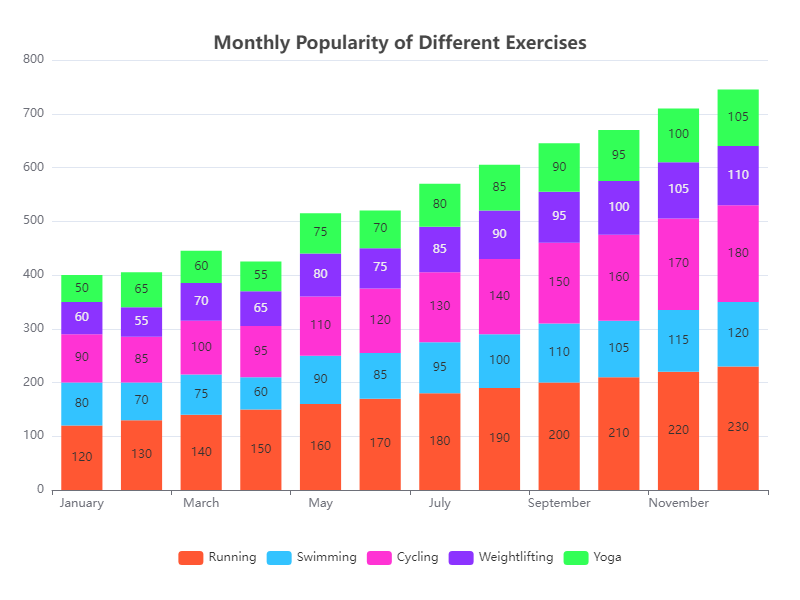 Monthly Popularity of Different Exercises
800
700
600
500
400
300
200
100
0
50 65 60 55 75 70 80 85 90 95 100 105
60 55 70 65 80 75 85 90 95 100 105 110
90 85 100 95 110 120 130 140 150 160 170 180
80 70 75 60 90 85 95 100 110 105 115 120
120 130 140 150 160 170 180 190 200 210 220 230
January March May July September November
Running Swimming Cycling Weightlifting Yoga